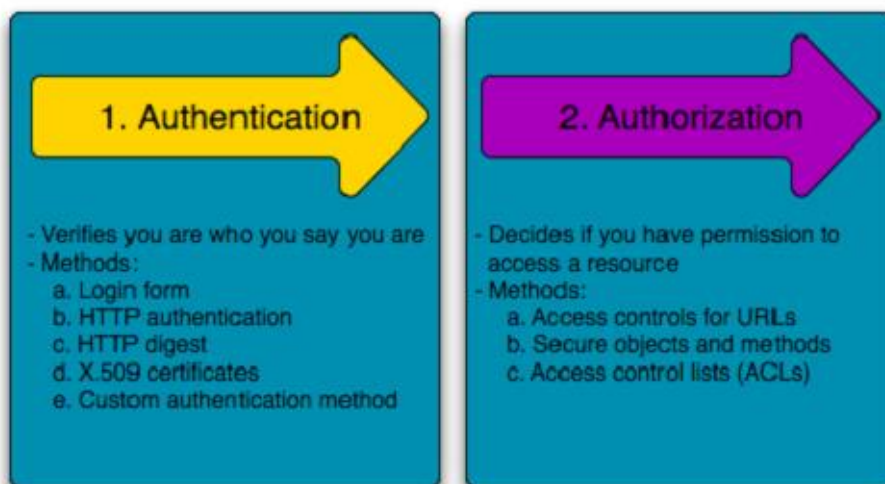 1. Authentication
- Verifies you are who you say you are
- Methods:
a. Login form
b. HTTP authentication
c. HTTP digest
d. X.509 certificates
e. Custom authentication method
2. Authorization
- Decides if you have permission to
access a resource
- Methods:
a. Access controls for URLs
b. Secure objects and methods
c. Access control lists (ACLs)